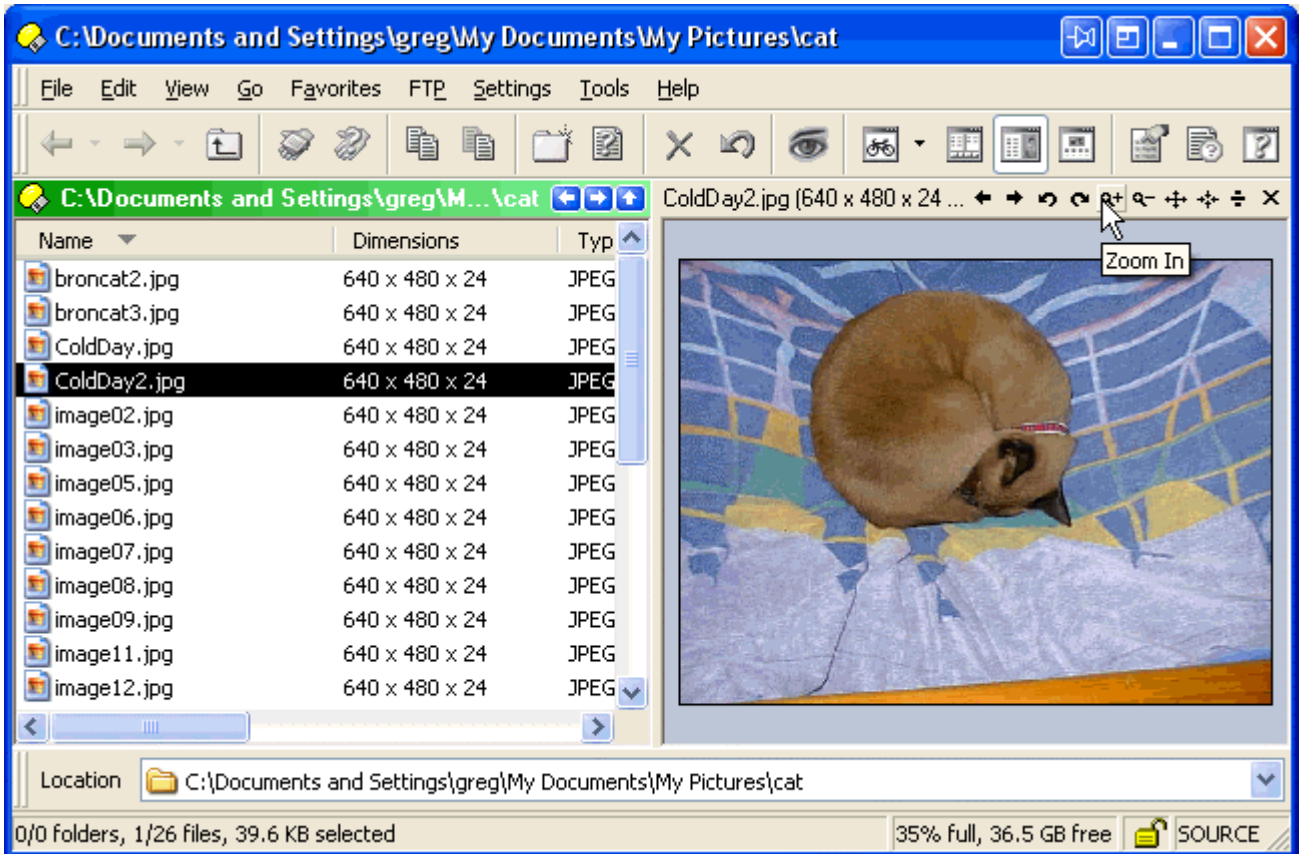 C:\Documents and Settings\greg\My Documents\My Pictures\cat
File Edit View Go Favorites FTP Settings Tools Help
C:\Documents and Settings\greg\M...\cat
ColdDay2.jpg (640 x 480 x 24 ...
Zoom In
Name Dimensions Typ
broncat2.jpg 640 x 480 x 24 JPEG
broncat3.jpg 640 x 480 x 24 JPEG
ColdDay.jpg 640 x 480 x 24 JPEG
ColdDay2.jpg 640 x 480 x 24 JPEG
image02.jpg 640 x 480 x 24 JPEG
image03.jpg 640 x 480 x 24 JPEG
image05.jpg 640 x 480 x 24 JPEG
image06.jpg 640 x 480 x 24 JPEG
image07.jpg 640 x 480 x 24 JPEG
image08.jpg 640 x 480 x 24 JPEG
image09.jpg 640 x 480 x 24 JPEG
image11.jpg 640 x 480 x 24 JPEG
image12.jpg 640 x 480 x 24 JPEG
Location C:\Documents and Settings\greg\My Documents\My Pictures\cat
0/0 folders, 1/26 files, 39.6 KB selected 35% full, 36.5 GB free SOURCE